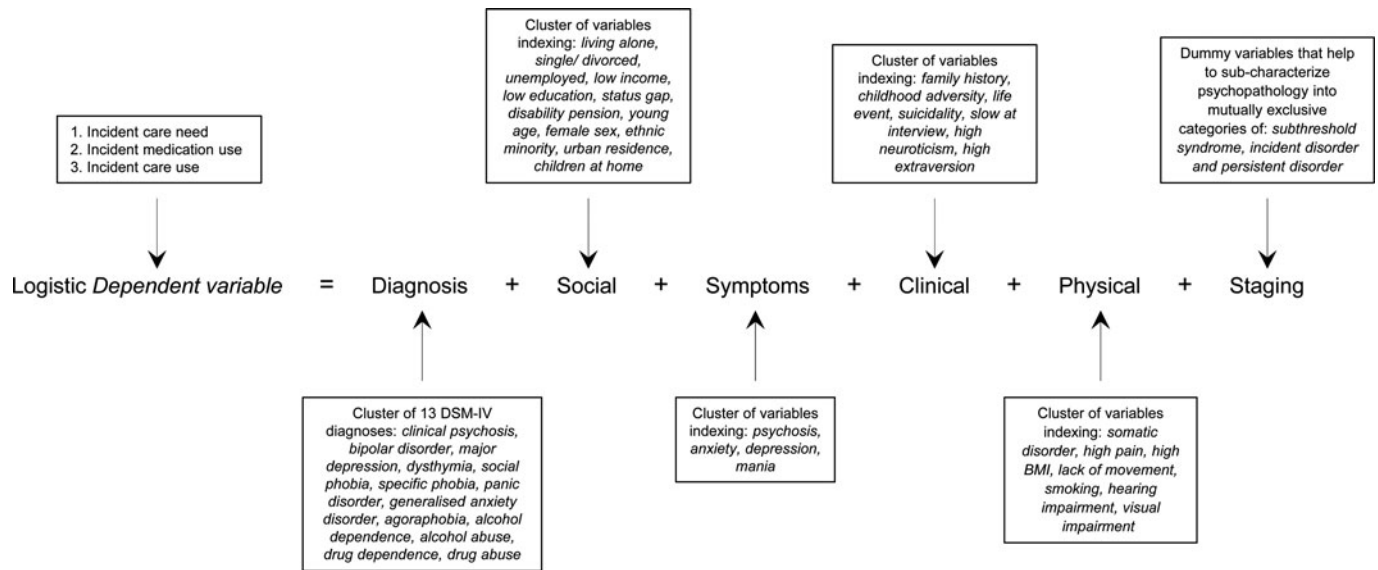 Cluster of variables
indexing: living alone,
single/ divorced,
unemployed, low income,
low education, status gap,
disability pension, young
age, female sex, ethnic
minority, urban residence,
children at home
Cluster of variables
indexing: family history,
childhood adversity, life
event, suicidality, slow at
interview, high
neuroticism, high
extraversion
Dummy variables that help
to sub-characterize
psychopathology into
mutually exclusive
categories of: subthreshold
syndrome, incident disorder
and persistent disorder
1. Incident care need
2. Incident medication use
3. Incident care use
Logistic Dependent variable = Diagnosis + Social + Symptoms + Clinical + Physical + Staging
Cluster of 13 DSM-IV
diagnoses: clinical psychosis,
bipolar disorder, major
depression, dysthymia, social
phobia, specific phobia, panic
disorder, generalised anxiety
disorder, agoraphobia, alcohol
dependence, alcohol abuse,
drug dependence, drug abuse
Cluster of variables
indexing: psychosis,
anxiety, depression,
mania
Cluster of variables
indexing: somatic
disorder, high pain, high
BMI, lack of movement,
smoking, hearing
impairment, visual
impairment